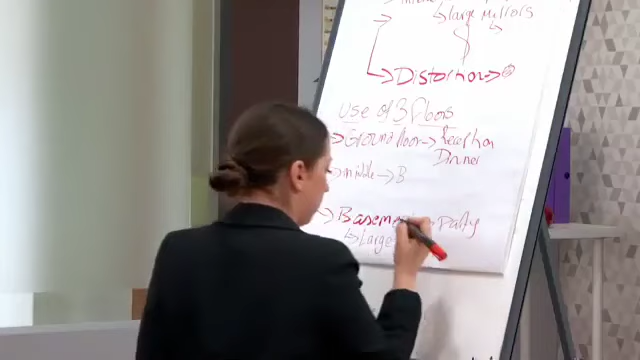 → large mirrors
→ Distortion →
Use of 3 floors
→ Ground floor → Reception
Dinner
→ middle → B
→ Basement → party
→ Large